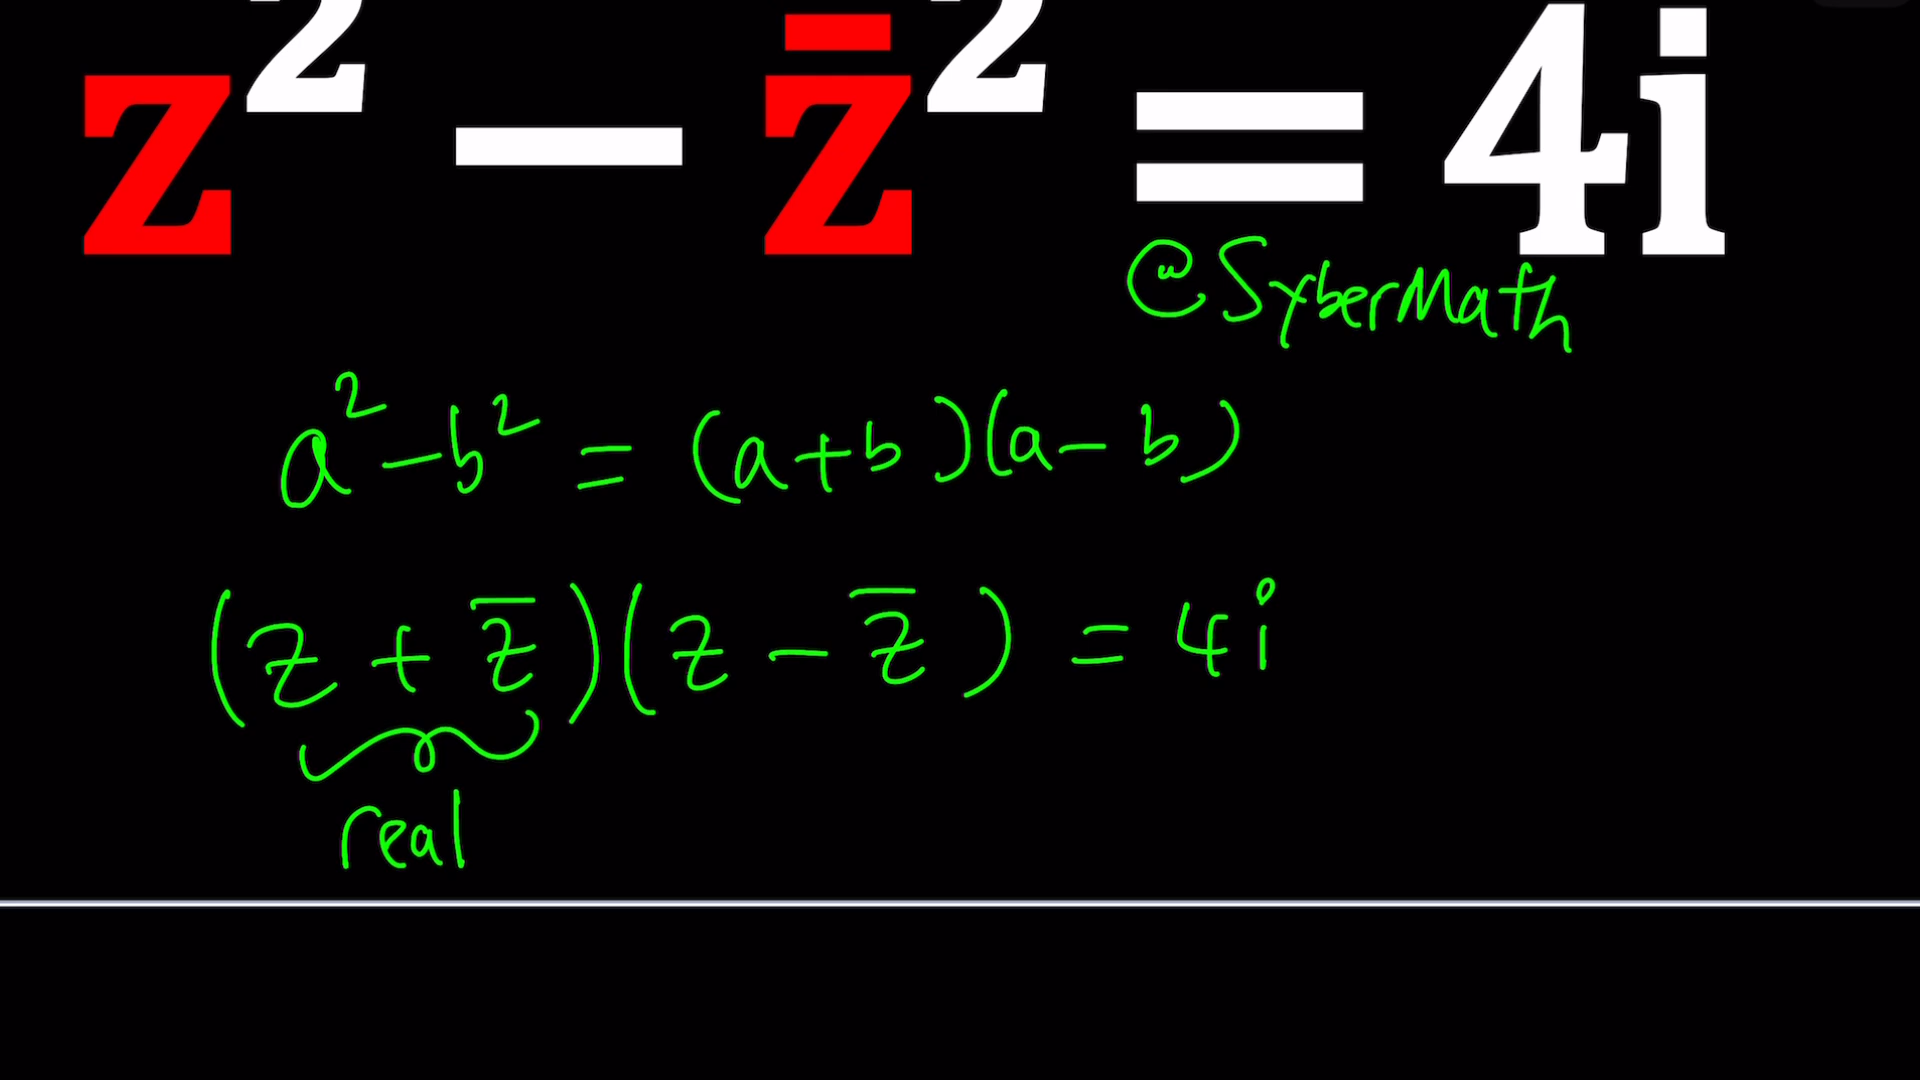 z² − z̄² = 4i
@SyberMath
a² − b² = (a + b)(a − b)
(z + z̄)(z − z̄) = 4i
real